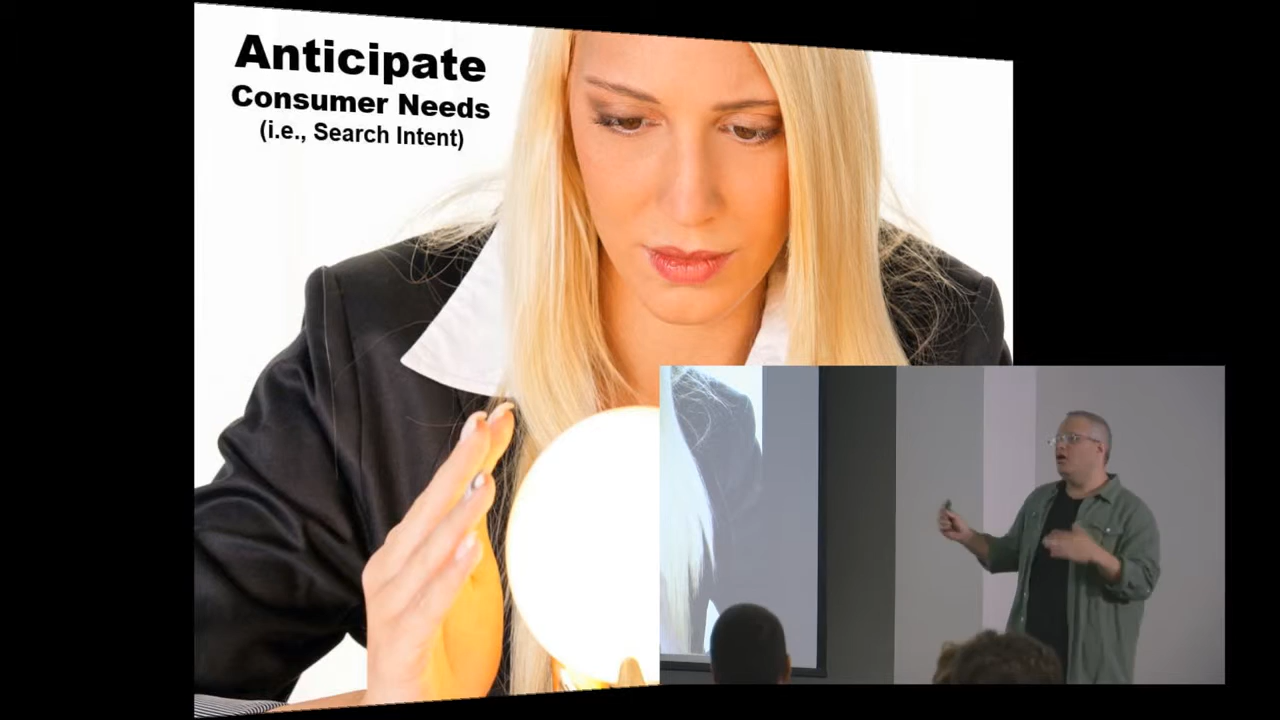 Anticipate
Consumer Needs
(i.e., Search Intent)